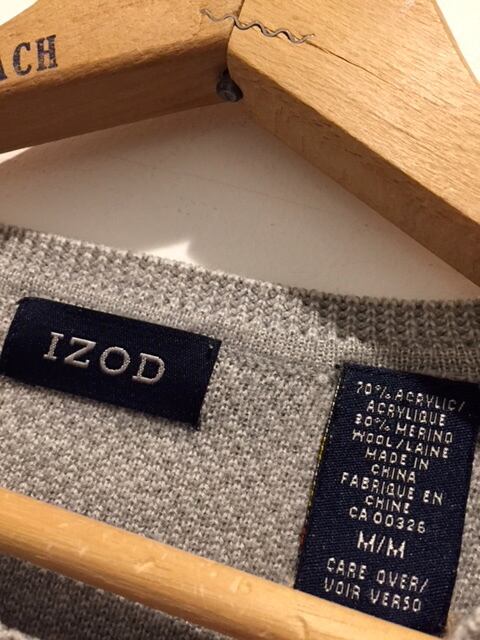 ACH
IZOD
70% ACRYLIC/
ACRYLIQUE
30% MERINO
WOOL/LAINE
MADE IN
CHINA
FABRIQUE EN
CHINE
CA 00326
M/M
CARE OVER/
VOIR VERSO